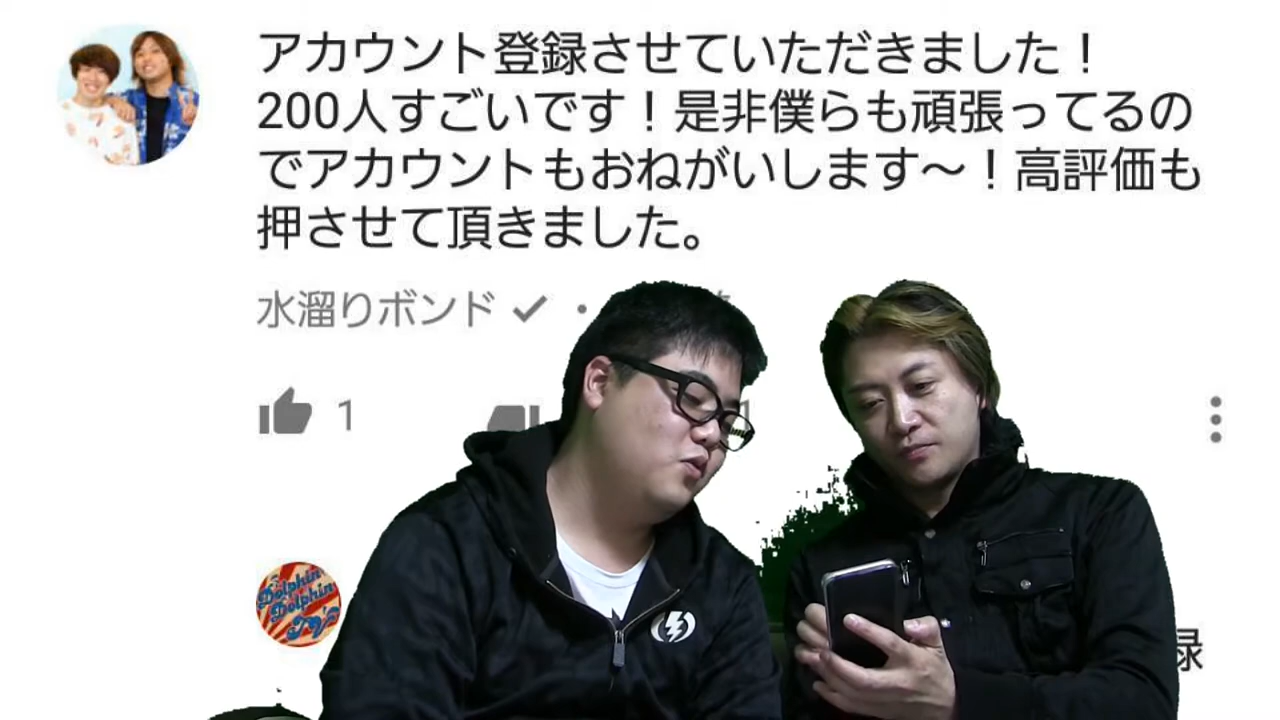 アカウント登録させていただきました！
200人すごいです！是非僕らも頑張ってるの
でアカウントもおねがいします〜！高評価も
押させて頂きました。
水溜りボンド
1
1
Dolphin
Dolphin
TV
録